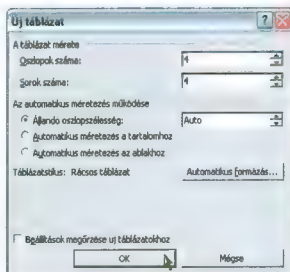 Új táblázat
A táblázat mérete
Oszlopok száma: 4
Sorok száma: 4
Az automatikus méretezés működése
Állandó oszlopszélesség: Auto
Automatikus méretezés a tartalomhoz
Automatikus méretezés az ablakhoz
Táblázatstílus: Rácsos táblázat Automatikus formázás...
Beállítások megőrzése új táblázatokhoz
OK Mégse